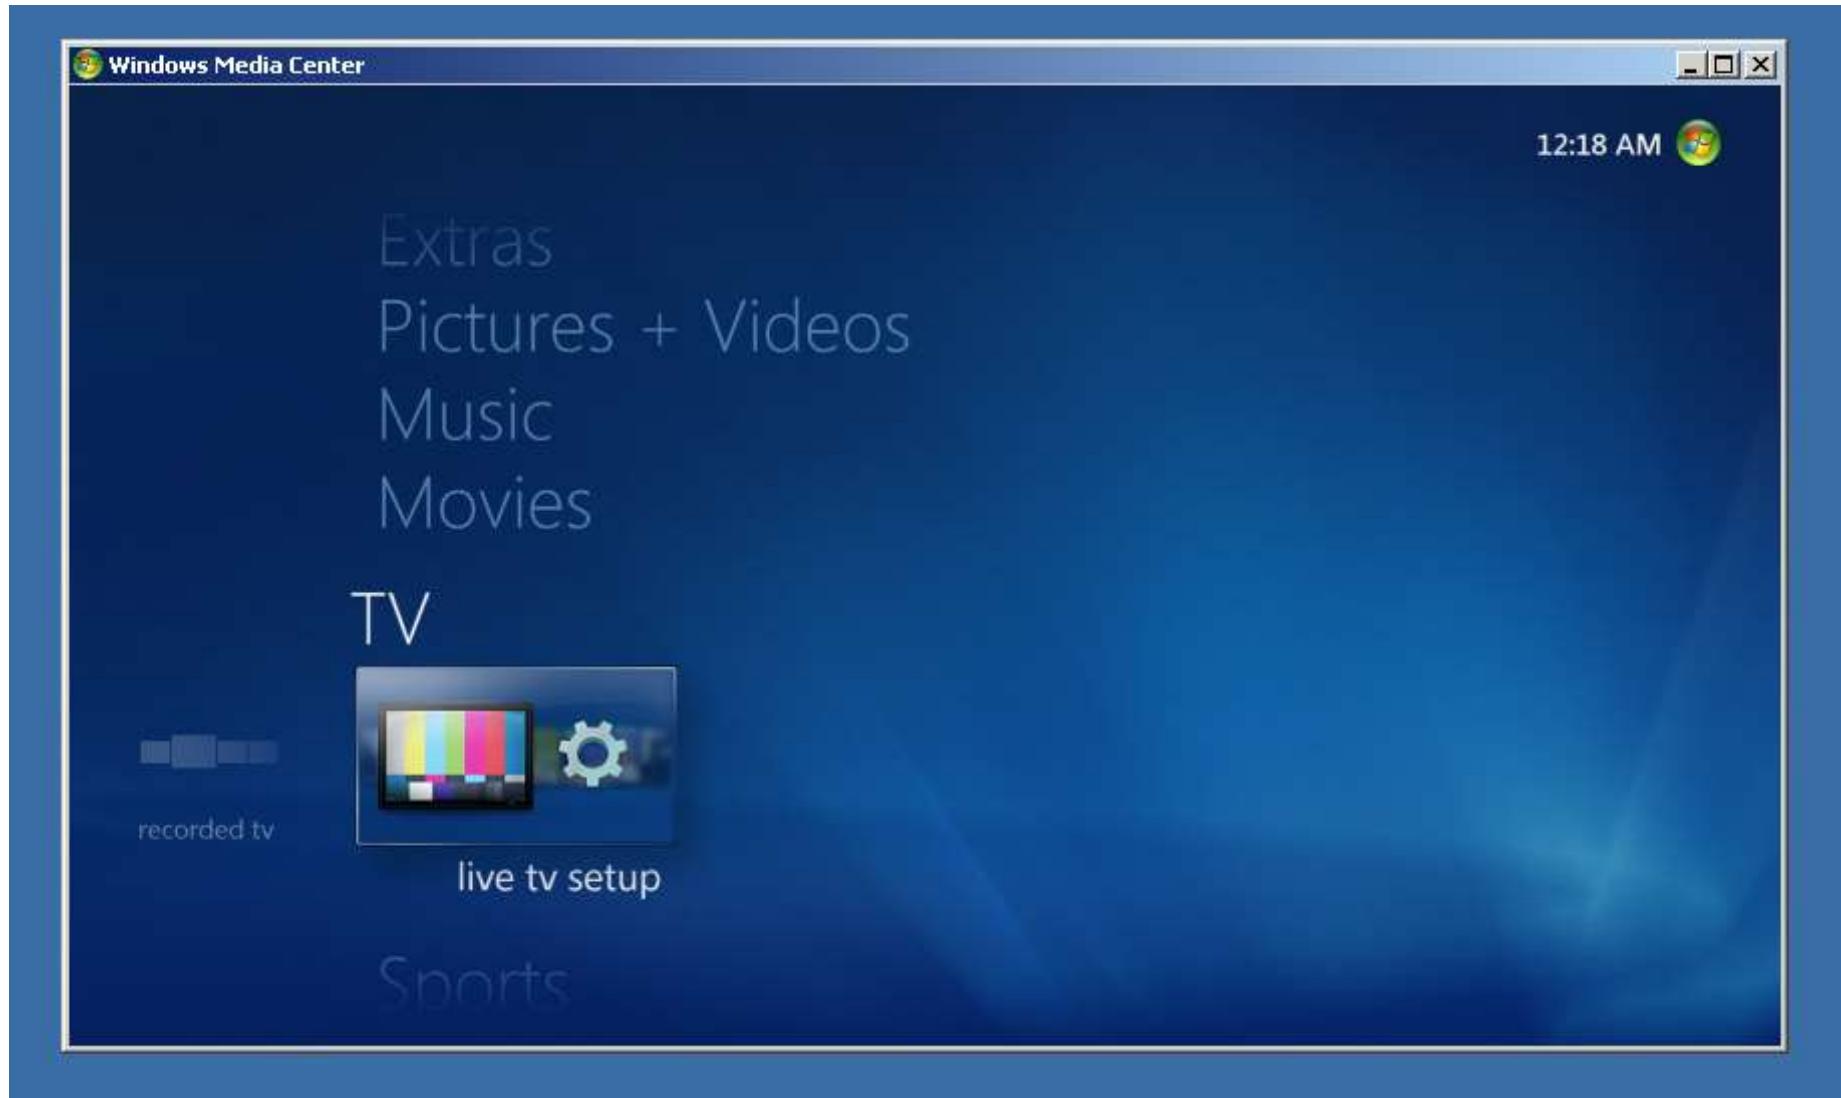 Windows Media Center
12:18 AM
Extras
Pictures + Videos
Music
Movies
TV
recorded tv
live tv setup
Sports